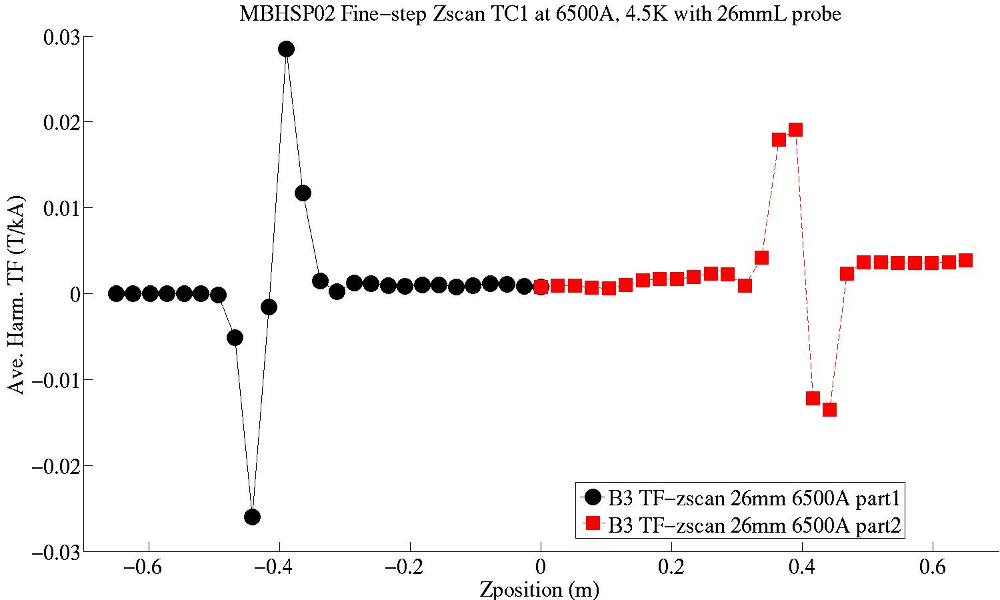 MBHSP02 Fine−step Zscan TC1 at 6500A, 4.5K with 26mmL probe
Ave. Harm. TF (T/kA)
0.03
0.02
0.01
0
−0.01
−0.02
−0.03
B3 TF−zscan 26mm 6500A part1
B3 TF−zscan 26mm 6500A part2
−0.6 −0.4 −0.2 0 0.2 0.4 0.6
Zposition (m)